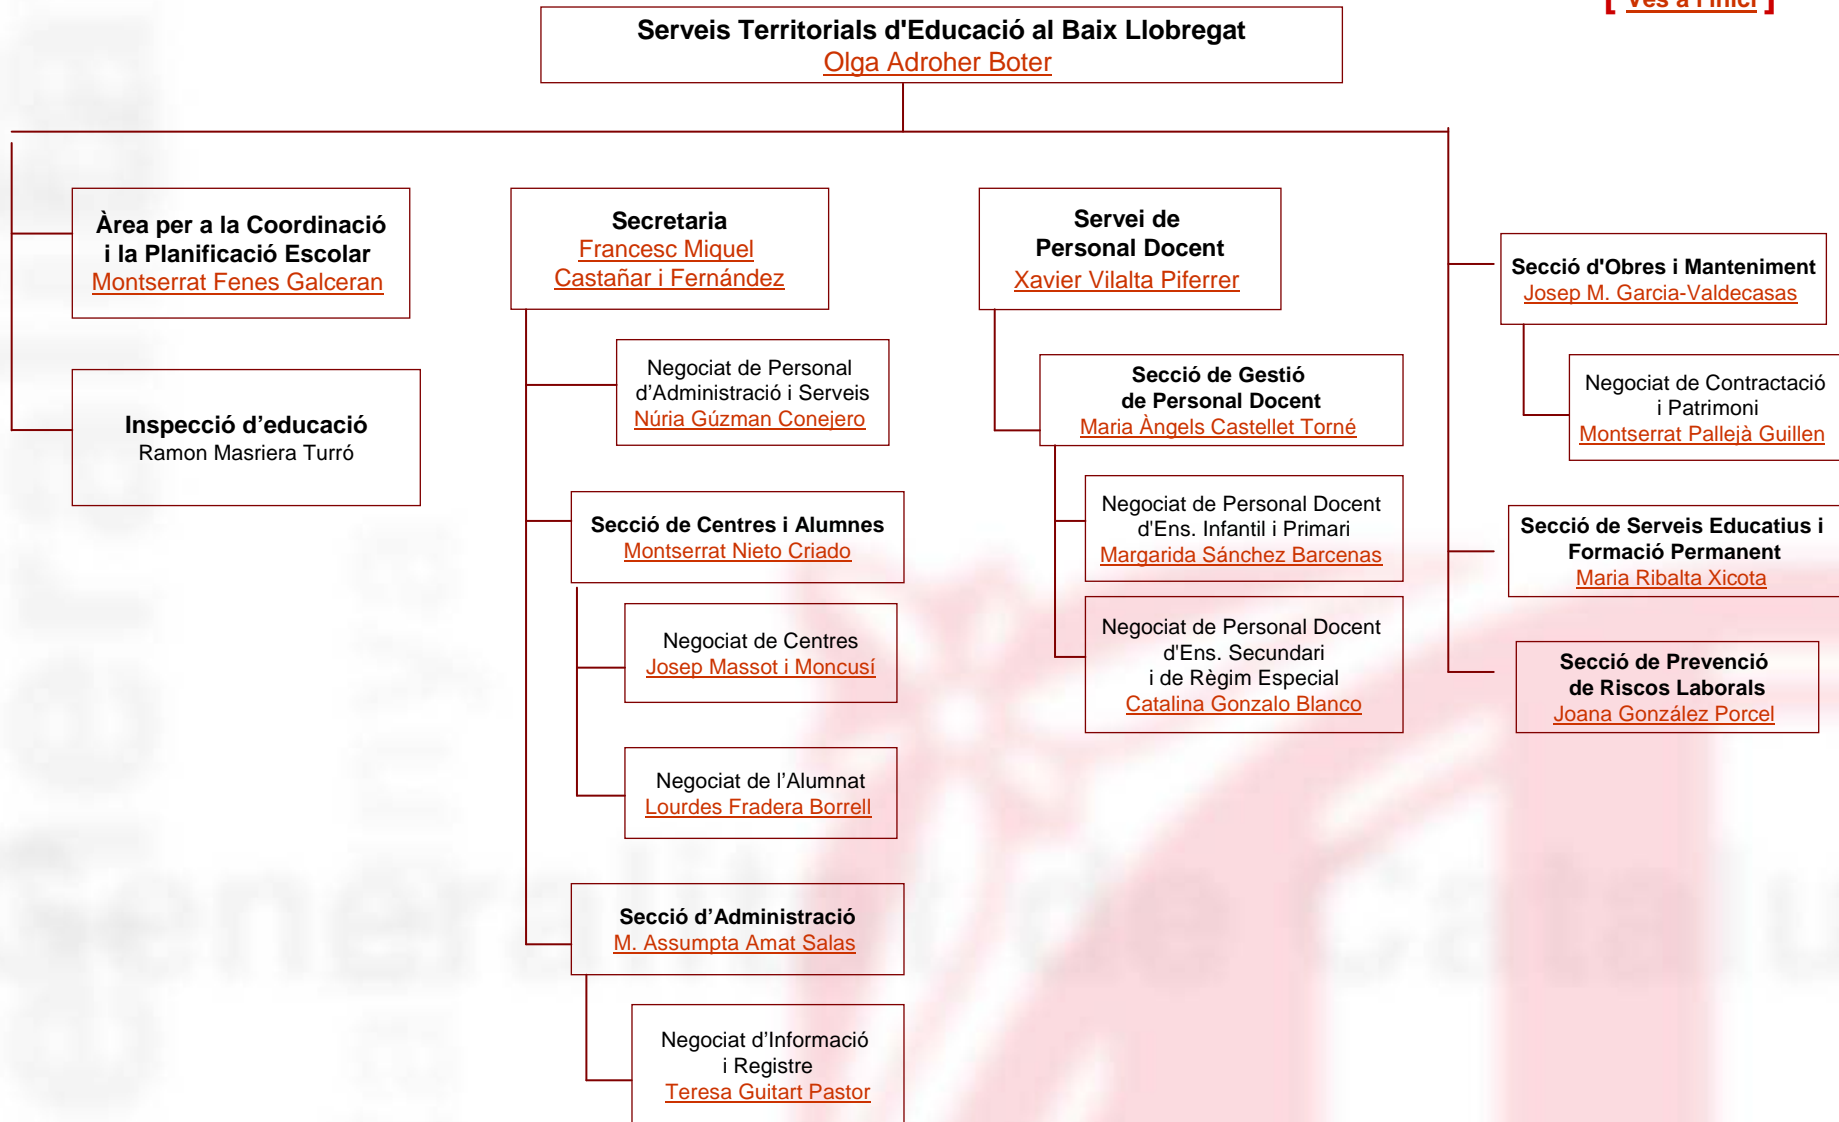 [ Ves a l'inici ]
Serveis Territorials d'Educació al Baix Llobregat
Olga Adroher Boter
Àrea per a la Coordinació
i la Planificació Escolar
Montserrat Fenes Galceran
Inspecció d’educació
Ramon Masriera Turró
Secretaria
Francesc Miquel
Castañar i Fernández
Negociat de Personal
d’Administració i Serveis
Núria Gúzman Conejero
Secció de Centres i Alumnes
Montserrat Nieto Criado
Negociat de Centres
Josep Massot i Moncusí
Negociat de l’Alumnat
Lourdes Fradera Borrell
Secció d’Administració
M. Assumpta Amat Salas
Negociat d’Informació
i Registre
Teresa Guitart Pastor
Servei de
Personal Docent
Xavier Vilalta Piferrer
Secció de Gestió
de Personal Docent
Maria Àngels Castellet Torné
Negociat de Personal Docent
d'Ens. Infantil i Primari
Margarida Sánchez Barcenas
Negociat de Personal Docent
d'Ens. Secundari
i de Règim Especial
Catalina Gonzalo Blanco
Secció d'Obres i Manteniment
Josep M. Garcia-Valdecasas
Negociat de Contractació
i Patrimoni
Montserrat Pallejà Guillen
Secció de Serveis Educatius i
Formació Permanent
Maria Ribalta Xicota
Secció de Prevenció
de Riscos Laborals
Joana González Porcel